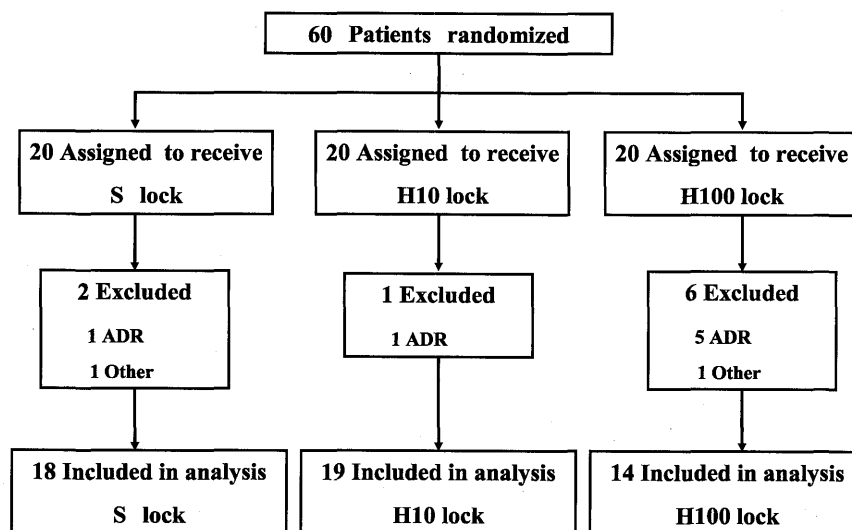 60 Patients randomized
20 Assigned to receive
S lock
20 Assigned to receive
H10 lock
20 Assigned to receive
H100 lock
2 Excluded
1 ADR
1 Other
1 Excluded
1 ADR
6 Excluded
5 ADR
1 Other
18 Included in analysis
S lock
19 Included in analysis
H10 lock
14 Included in analysis
H100 lock